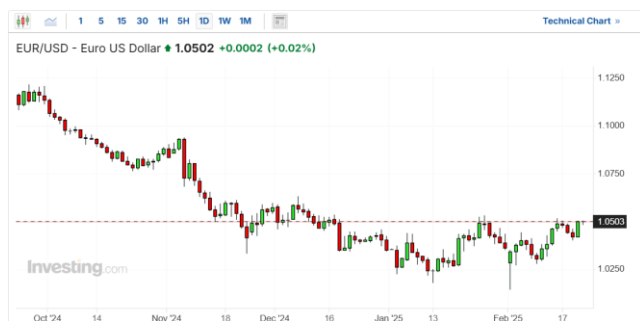 1 5 15 30 1H 5H 1D 1W 1M Technical Chart »
EUR/USD - Euro US Dollar 1.0502 +0.0002 (+0.02%)
1.1250
1.1000
1.0750
1.0503
1.0250
Investing.com
Oct '24 14 Nov '24 18 Dec '24 16 Jan '25 13 Feb '25 17